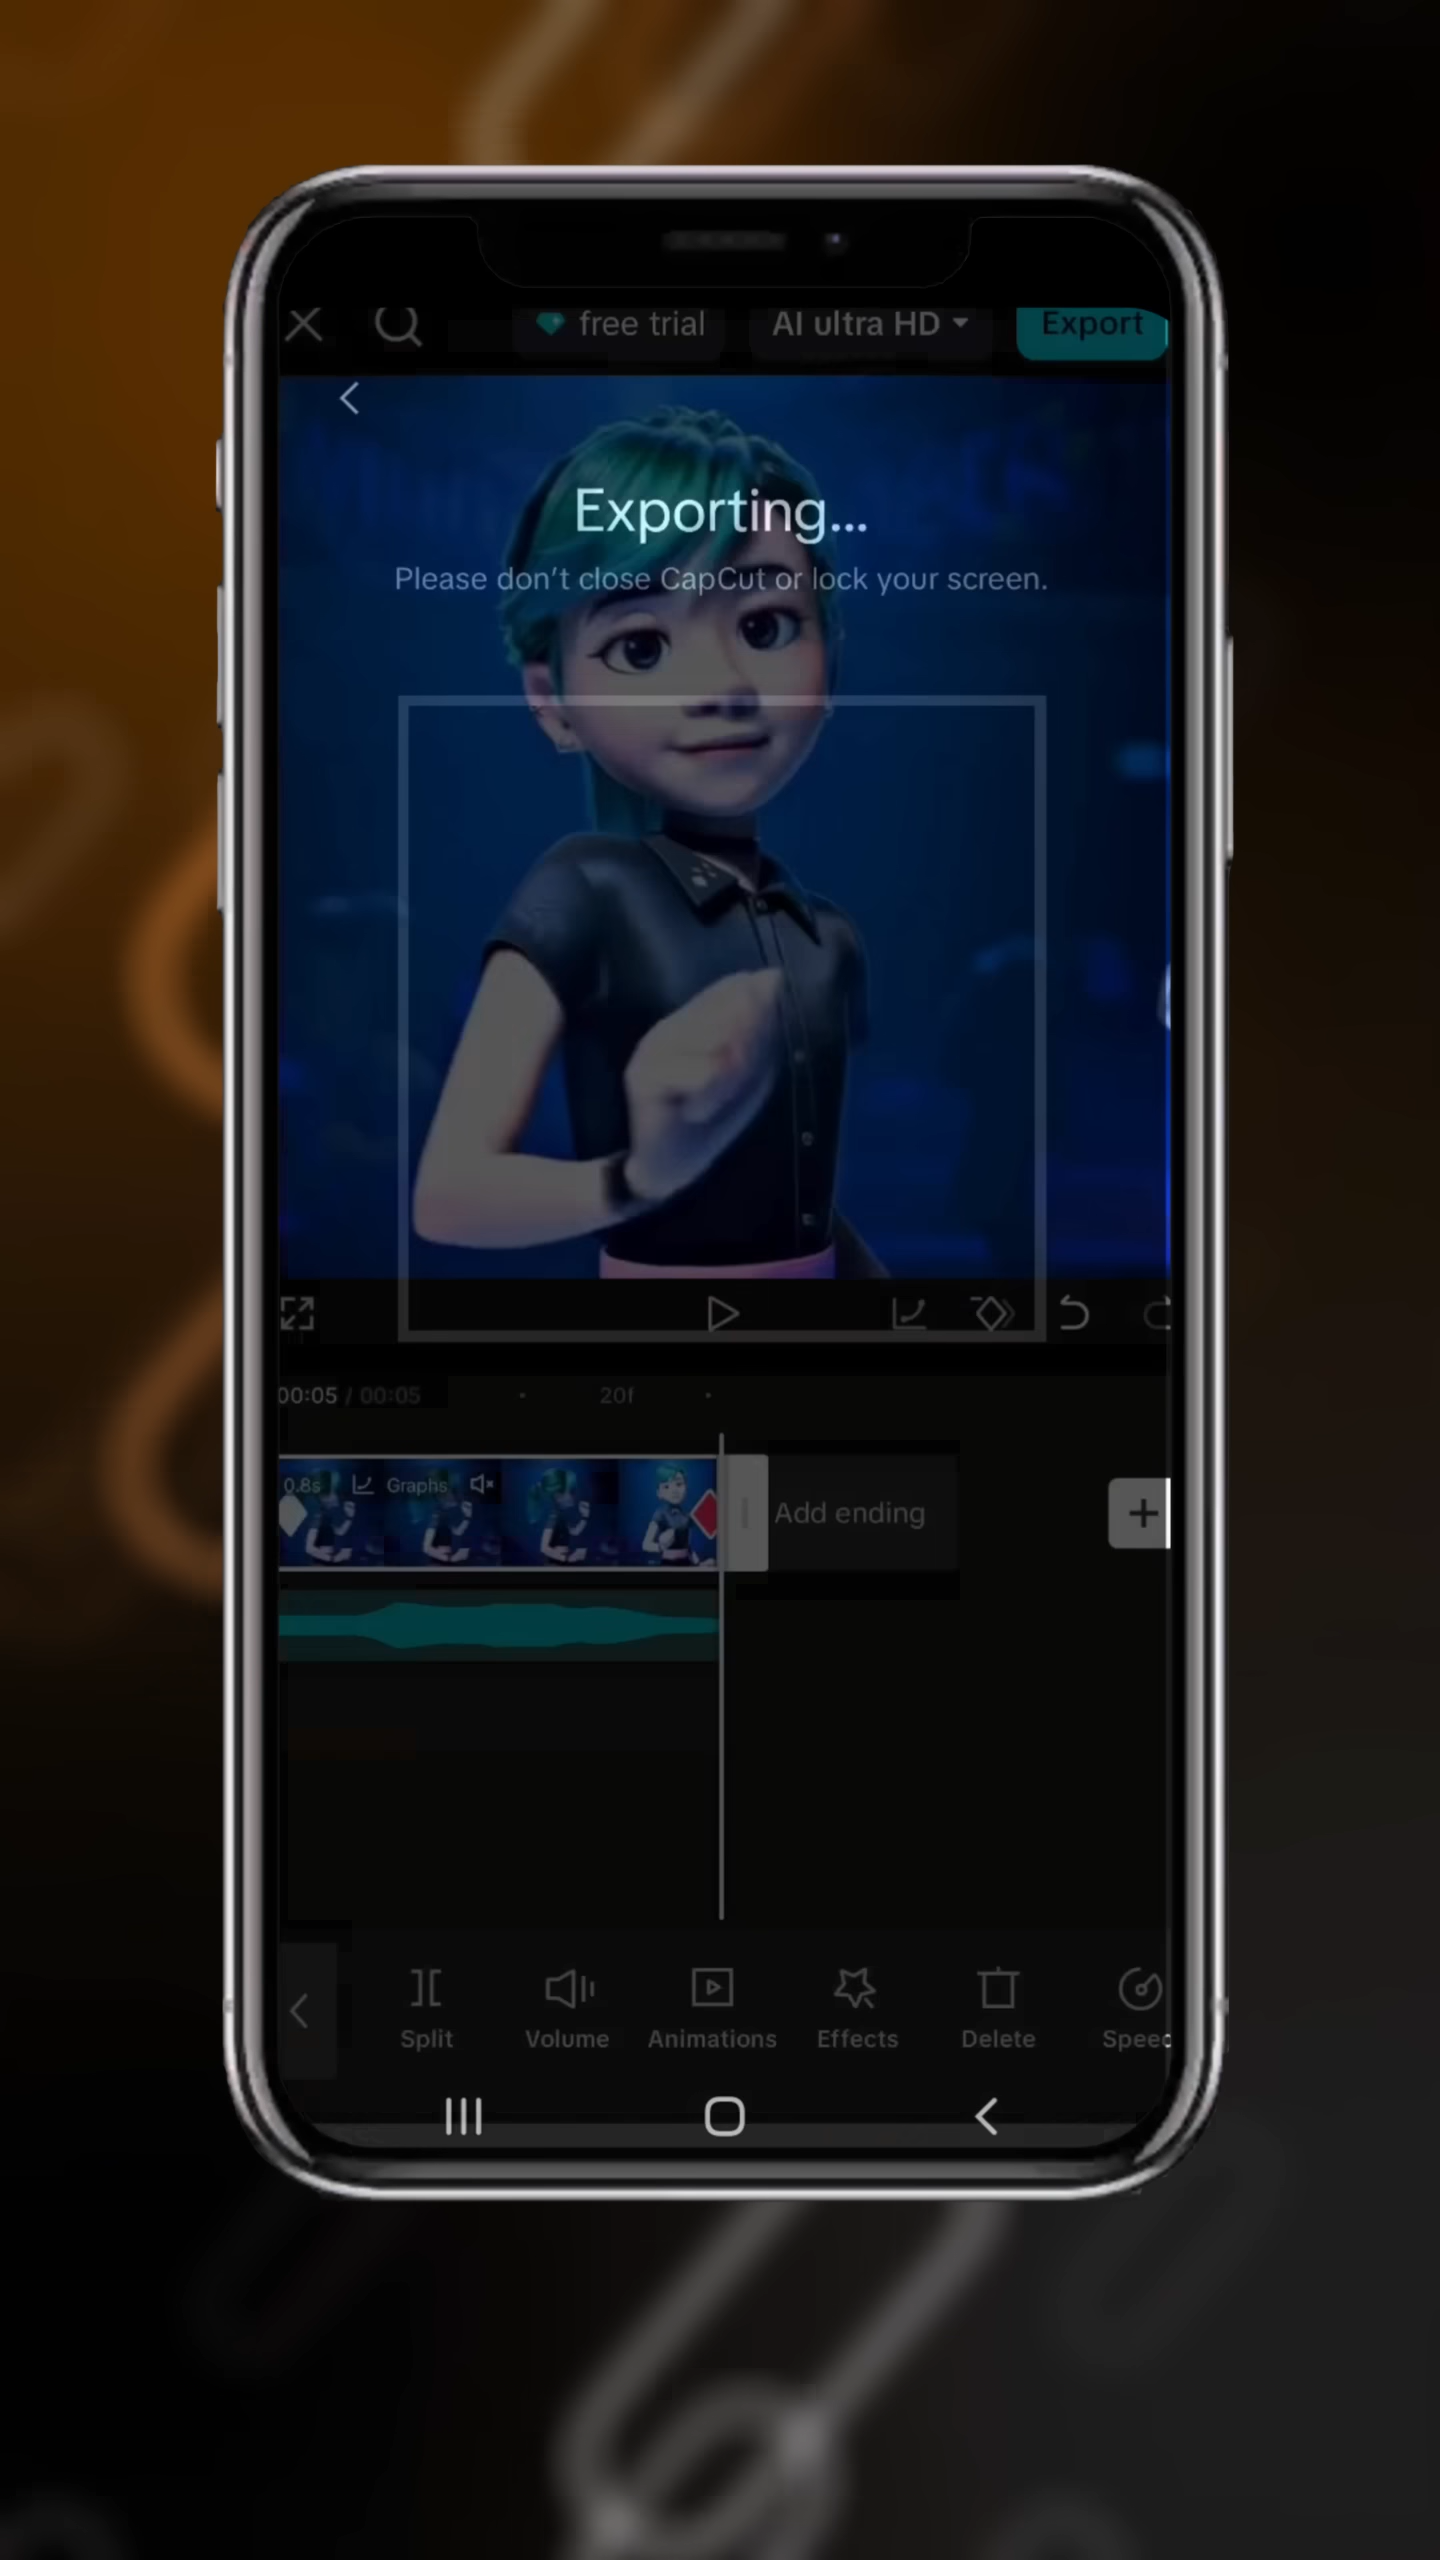 free trial AI ultra HD Export
Exporting...
Please don't close CapCut or lock your screen.
00:05 / 00:05 20f
0.8s Graphs
Add ending
Split Volume Animations Effects Delete Speed